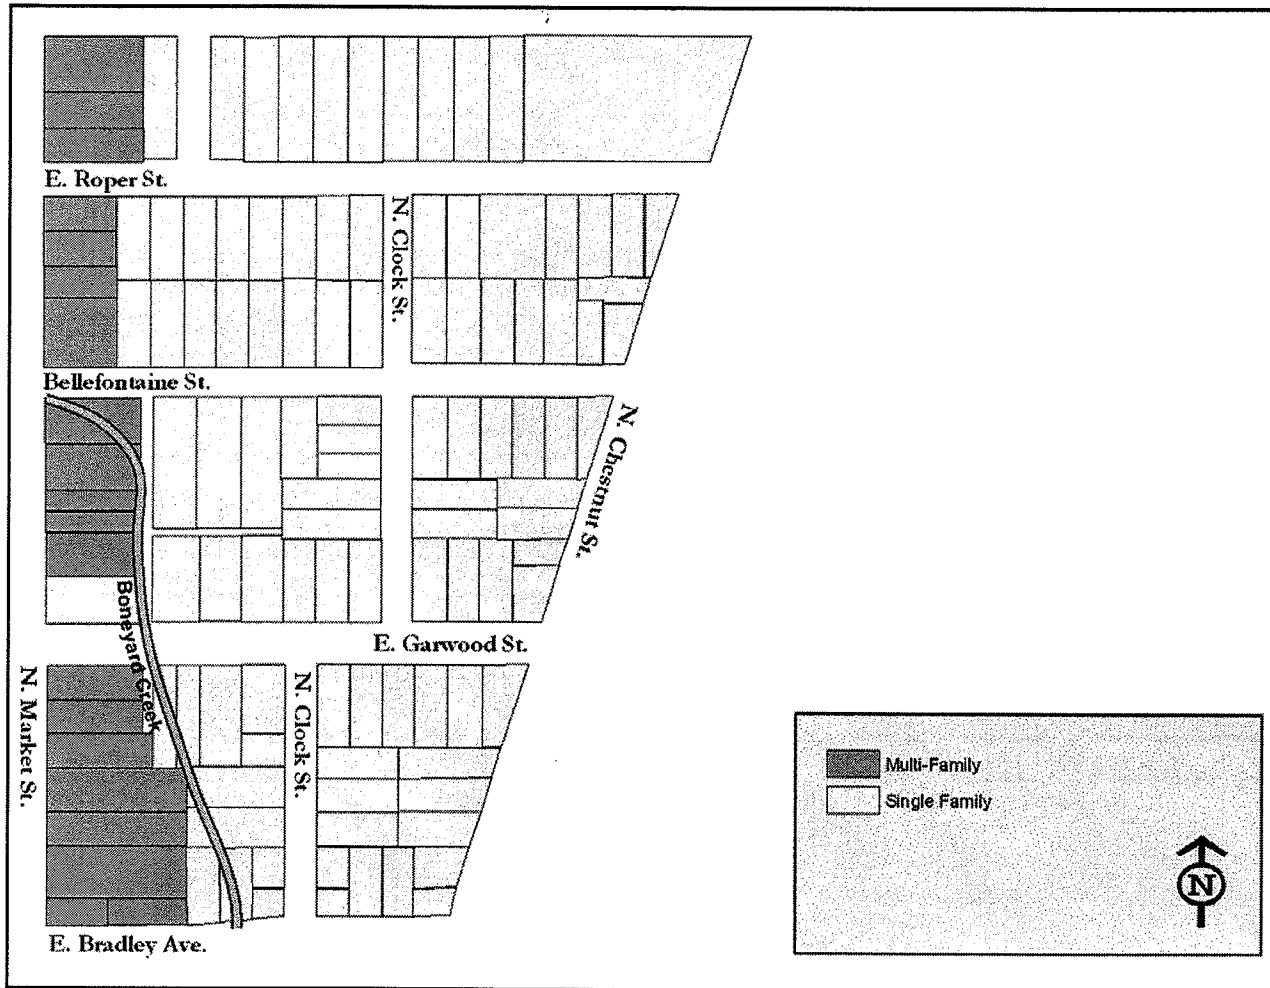 E. Roper St.
N. Clock St.
Bellefontaine St.
N. Chestnut St.
Boneyard Creek
E. Garwood St.
N. Market St.
N. Clock St.
E. Bradley Ave.
Multi-Family
Single Family
N